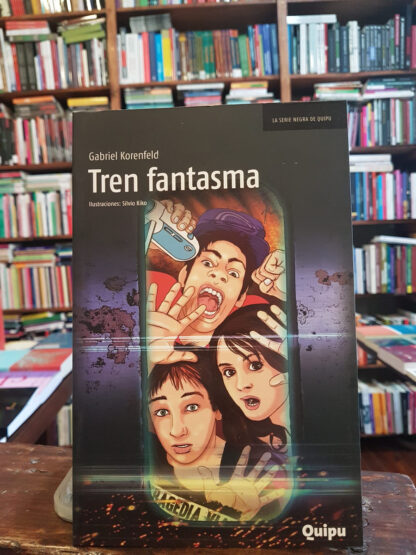 LA SERIE NEGRA DE QUIPU
Gabriel Korenfeld
Tren fantasma
Ilustraciones: Silvio Kiko
Quipu